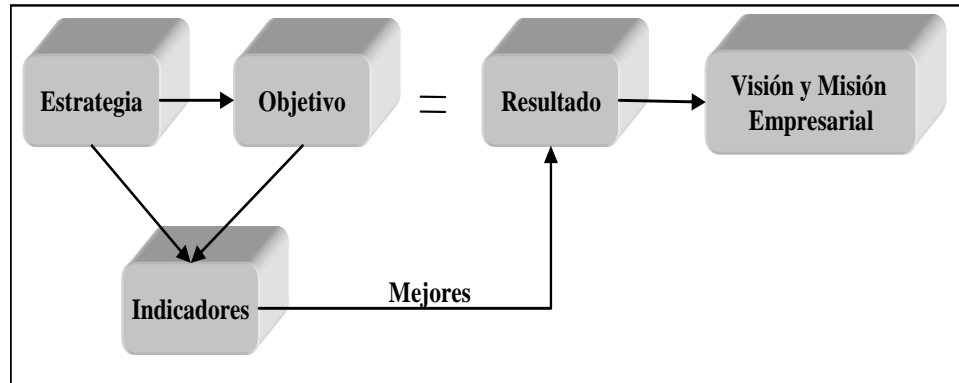 Estrategia
Objetivo
=
Resultado
Visión y Misión
Empresarial
Indicadores
Mejores